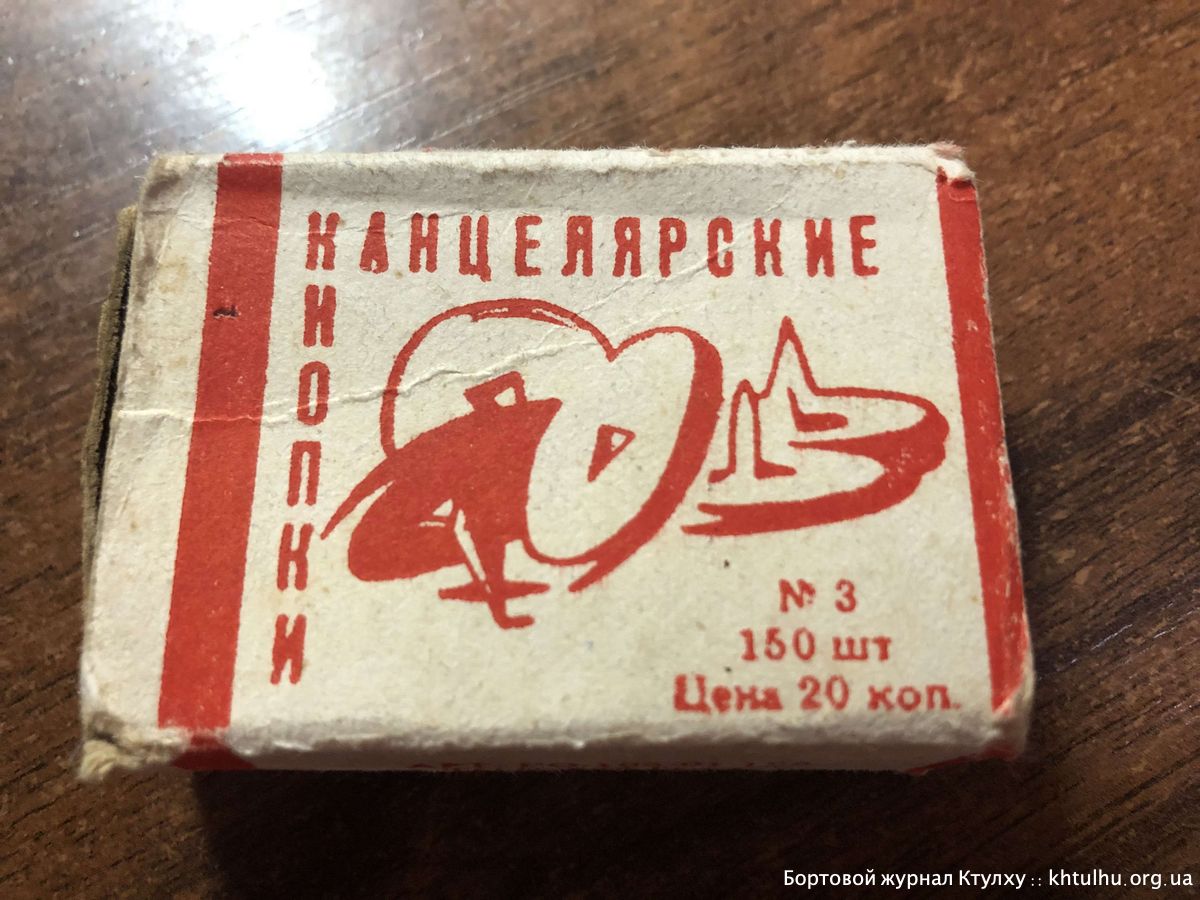 КАНЦЕЛЯРСКИЕ
КНОПКИ
№ 3
150 шт
Цена 20 коп.
Бортовой журнал Ктулху :: khtulhu.org.ua